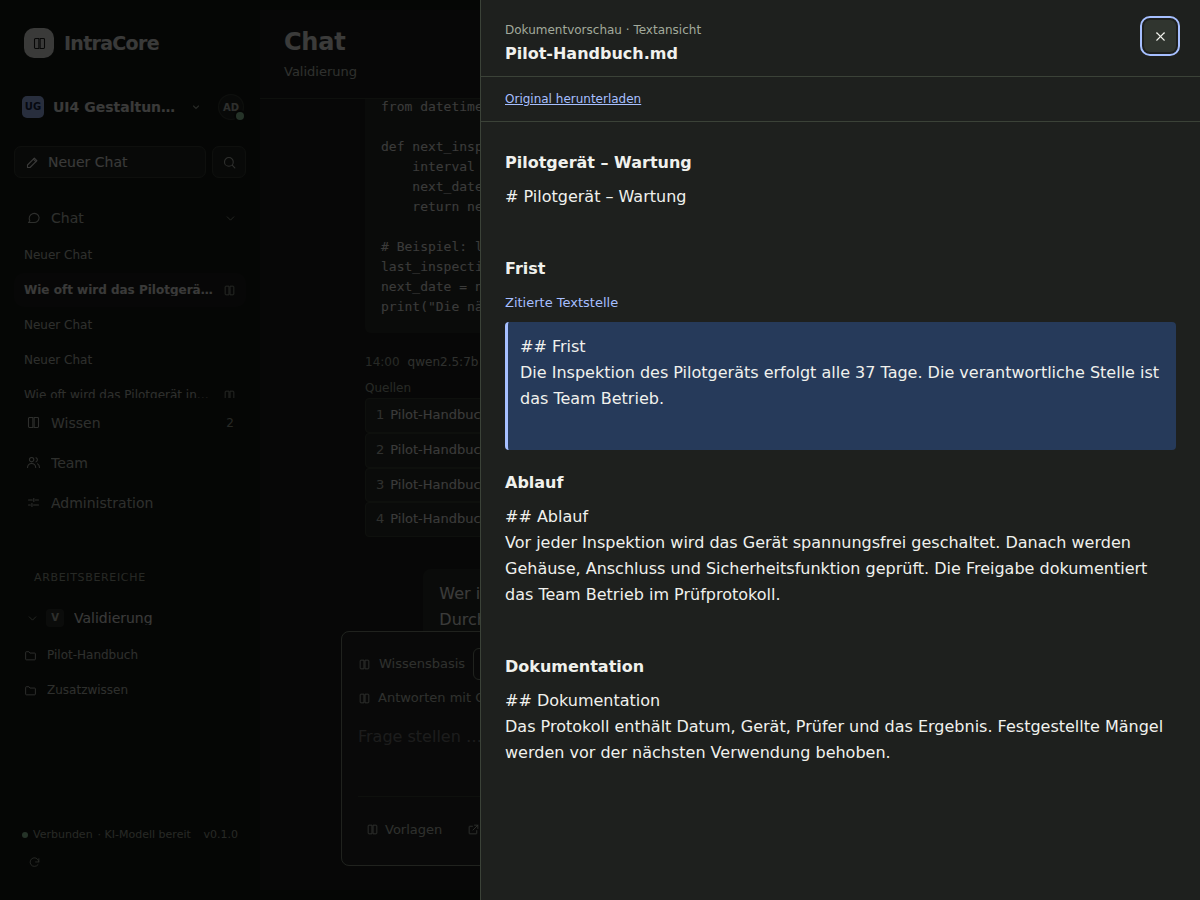 IntraCore
UG UI4 Gestaltun… AD
Neuer Chat
Chat
Neuer Chat
Wie oft wird das Pilotgerä…
Neuer Chat
Neuer Chat
Wie oft wird das Pilotgerät in…
Wissen 2
Team
Administration
ARBEITSBEREICHE
V Validierung
Pilot-Handbuch
Zusatzwissen
Verbunden · KI-Modell bereit v0.1.0
Chat
Validierung
from datetime
def next_insp
interval
next_date
return ne
# Beispiel: l
last_inspecti
next_date = n
print("Die nä
14:00 qwen2.5:7b
Quellen
1 Pilot-Handbuc
2 Pilot-Handbuc
3 Pilot-Handbuc
4 Pilot-Handbuc
Wer i
Durch
Wissensbasis
Antworten mit
Frage stellen …
Vorlagen
Dokumentvorschau · Textansicht
Pilot-Handbuch.md
Original herunterladen
Pilotgerät – Wartung
# Pilotgerät – Wartung
Frist
Zitierte Textstelle
## Frist
Die Inspektion des Pilotgeräts erfolgt alle 37 Tage. Die verantwortliche Stelle ist
das Team Betrieb.
Ablauf
## Ablauf
Vor jeder Inspektion wird das Gerät spannungsfrei geschaltet. Danach werden
Gehäuse, Anschluss und Sicherheitsfunktion geprüft. Die Freigabe dokumentiert
das Team Betrieb im Prüfprotokoll.
Dokumentation
## Dokumentation
Das Protokoll enthält Datum, Gerät, Prüfer und das Ergebnis. Festgestellte Mängel
werden vor der nächsten Verwendung behoben.